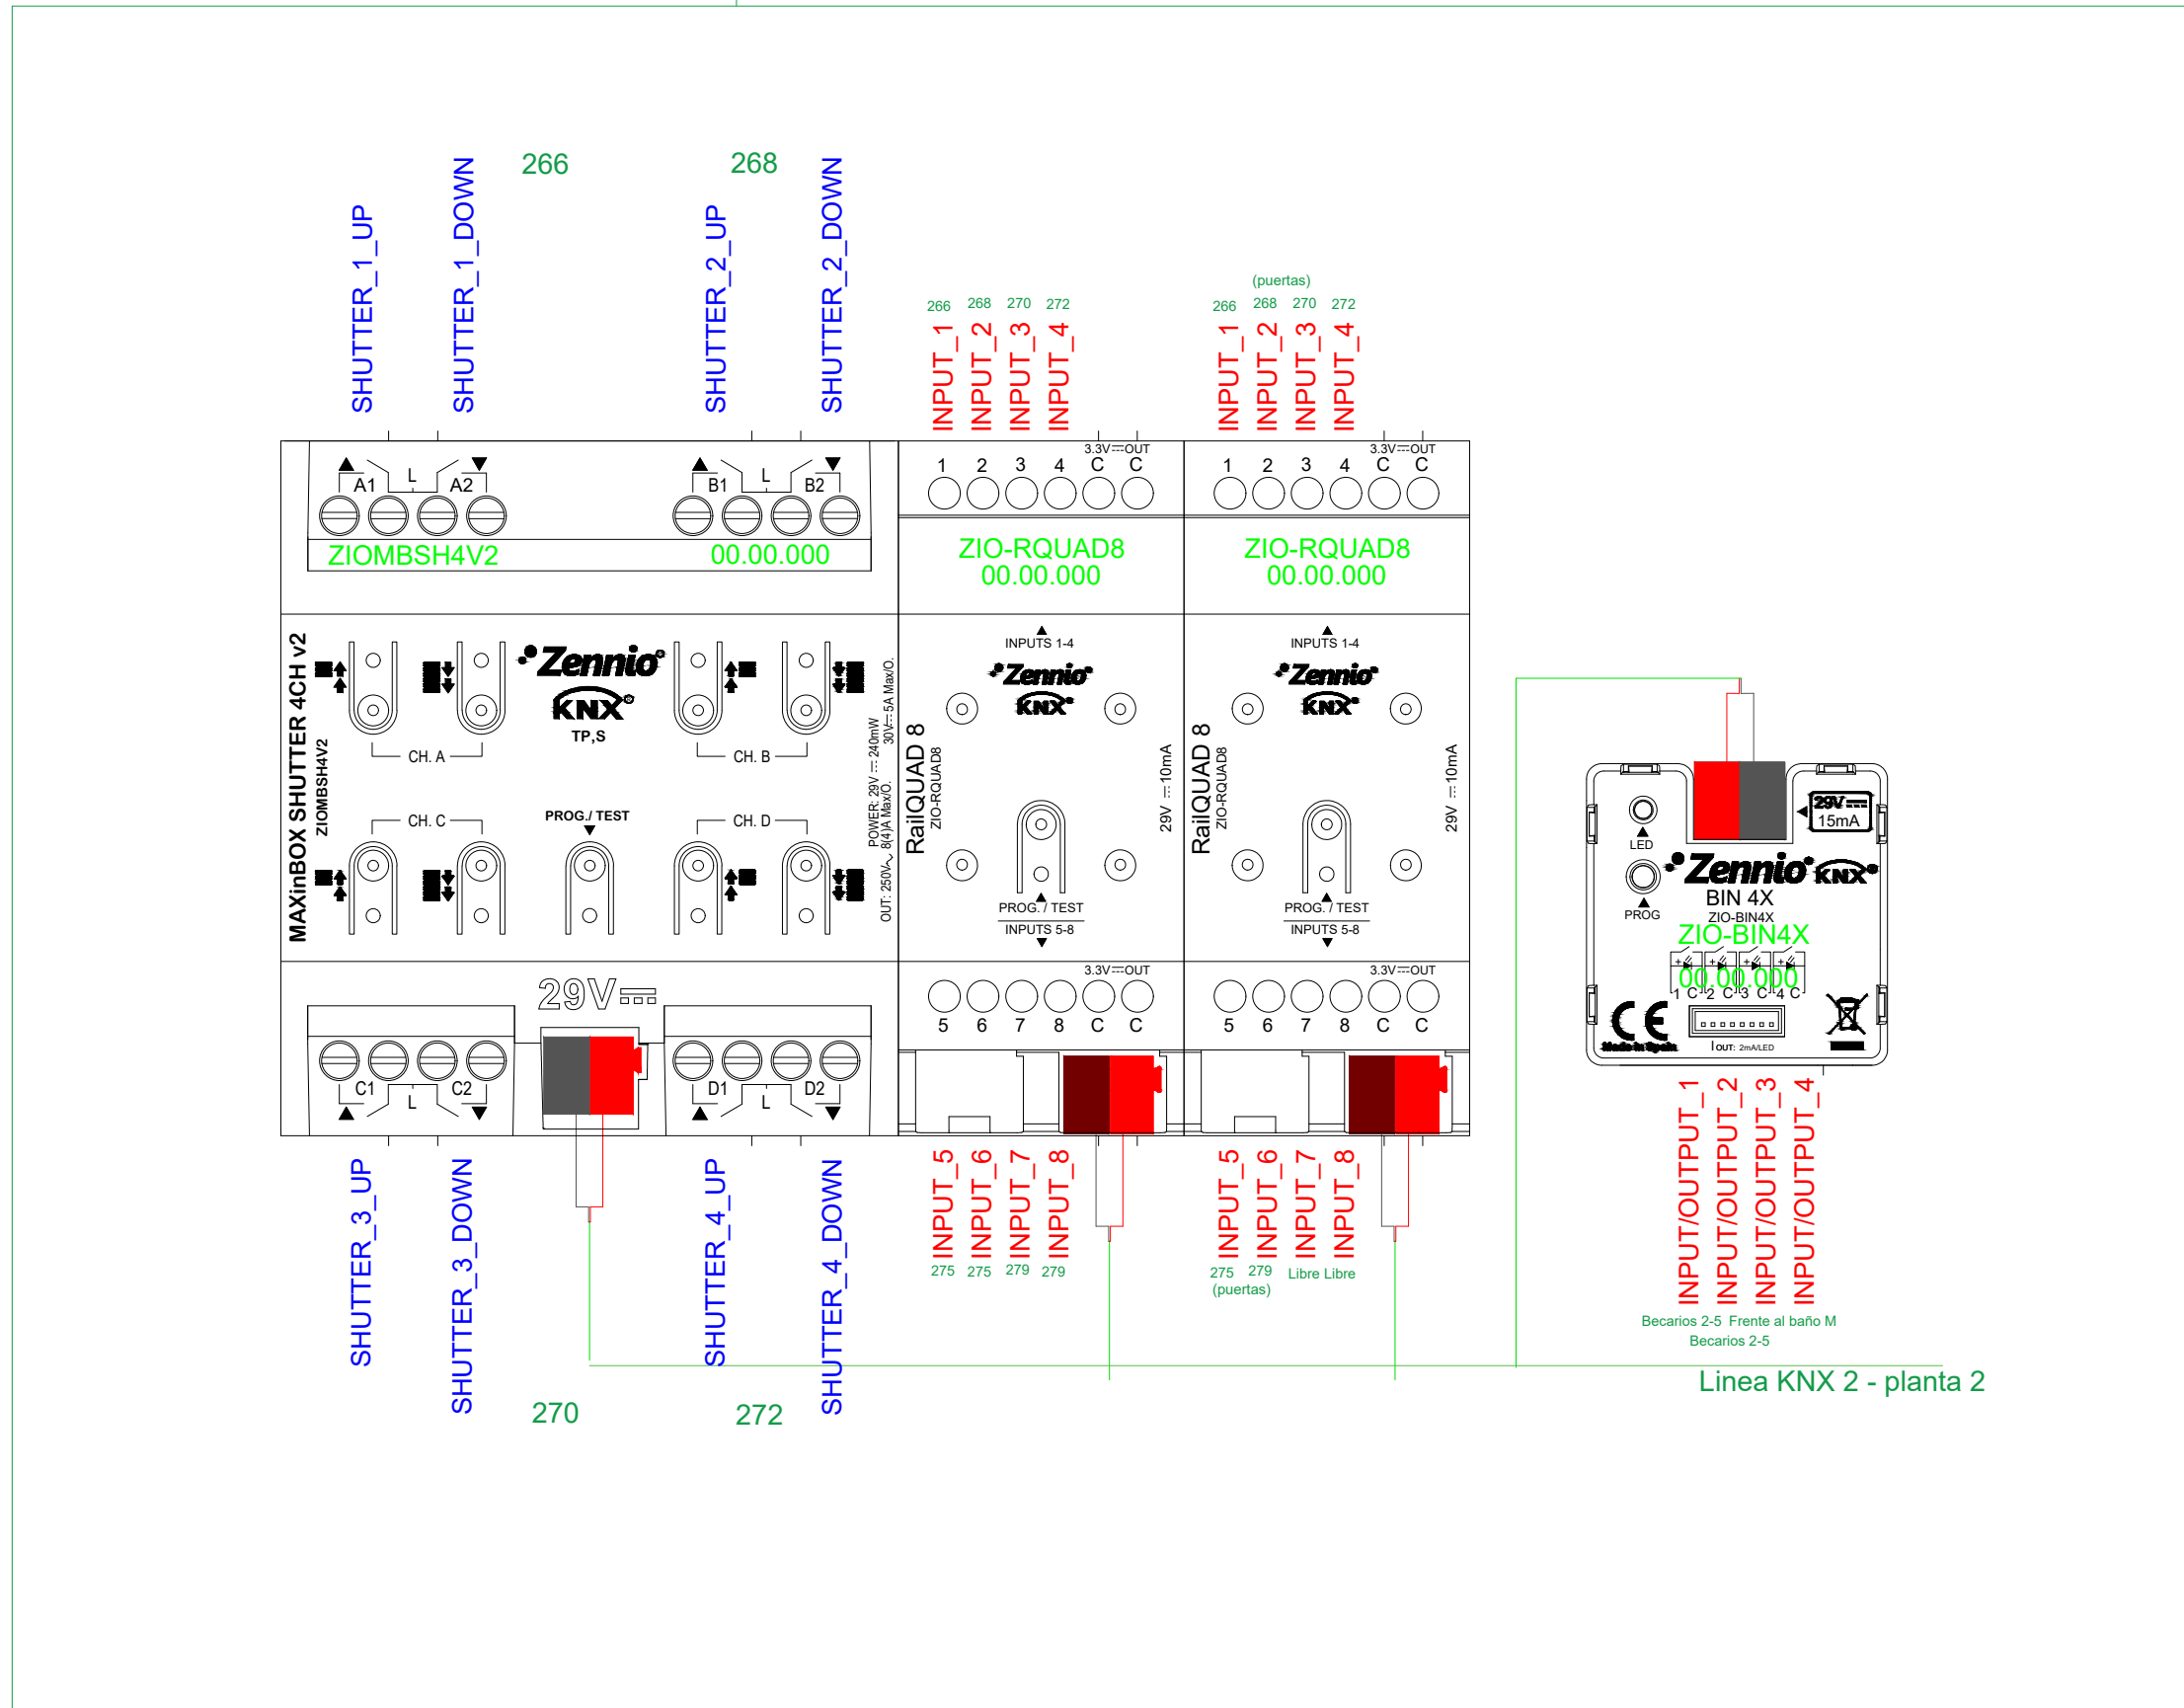 266
268
SHUTTER_1_UP
SHUTTER_1_DOWN
SHUTTER_2_UP
SHUTTER_2_DOWN
266 268 270 272
INPUT_1
INPUT_2
INPUT_3
INPUT_4
(puertas)
266 268 270 272
INPUT_1
INPUT_2
INPUT_3
INPUT_4
A1 L A2
B1 L B2
ZIOMBSH4V2 00.00.000
3.3V OUT
1 2 3 4 C C
ZIO-RQUAD8
00.00.000
3.3V OUT
1 2 3 4 C C
ZIO-RQUAD8
00.00.000
MAXinBOX SHUTTER 4CH v2
ZIOMBSH4V2
Zennio
KNX
TP,S
CH. A
CH. B
CH. C
PROG./ TEST
CH. D
POWER: 29V 240mW
OUT: 250V 8(4)A Max/O.
30V 5A Max/O.
INPUTS 1-4
Zennio
KNX
RailQUAD 8
ZIO-RQUAD8
29V 10mA
PROG. / TEST
INPUTS 5-8
INPUTS 1-4
Zennio
KNX
RailQUAD 8
ZIO-RQUAD8
29V 10mA
PROG. / TEST
INPUTS 5-8
29V
C1 L C2
D1 L D2
3.3V OUT
5 6 7 8 C C
3.3V OUT
5 6 7 8 C C
SHUTTER_3_UP
SHUTTER_3_DOWN
SHUTTER_4_UP
SHUTTER_4_DOWN
270
272
INPUT_5
INPUT_6
INPUT_7
INPUT_8
275 275 279 279
INPUT_5
INPUT_6
INPUT_7
INPUT_8
275 279 Libre Libre
(puertas)
29V
15mA
LED
Zennio KNX
BIN 4X
PROG
ZIO-BIN4X
ZIO-BIN4X
00.00.000
1 C 2 C 3 C 4 C
CE
Made in Spain
I OUT: 2mA/LED
INPUT/OUTPUT_1
INPUT/OUTPUT_2
INPUT/OUTPUT_3
INPUT/OUTPUT_4
Becarios 2-5 Frente al baño M
Becarios 2-5
Linea KNX 2 - planta 2